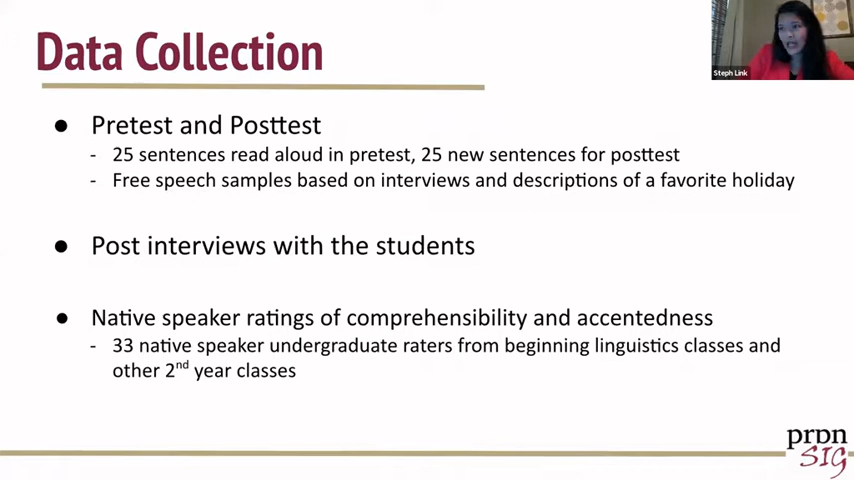 Data Collection
Steph Link
● Pretest and Posttest
- 25 sentences read aloud in pretest, 25 new sentences for posttest
- Free speech samples based on interviews and descriptions of a favorite holiday
● Post interviews with the students
● Native speaker ratings of comprehensibility and accentedness
- 33 native speaker undergraduate raters from beginning linguistics classes and
other 2nd year classes
prɒn
SIG